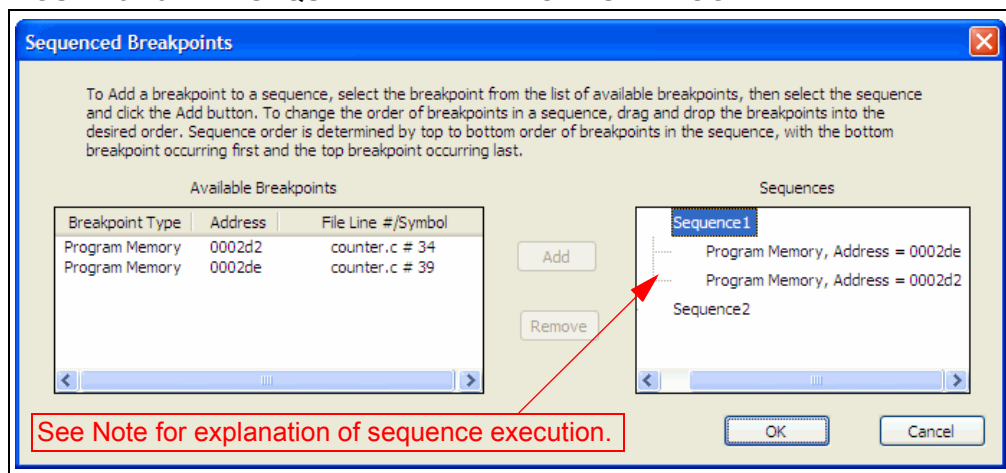 Sequenced Breakpoints
To Add a breakpoint to a sequence, select the breakpoint from the list of available breakpoints, then select the sequence
and click the Add button. To change the order of breakpoints in a sequence, drag and drop the breakpoints into the
desired order. Sequence order is determined by top to bottom order of breakpoints in the sequence, with the bottom
breakpoint occurring first and the top breakpoint occurring last.
Available Breakpoints
Sequences
Breakpoint Type Address File Line #/Symbol
Program Memory 0002d2 counter.c # 34
Program Memory 0002de counter.c # 39
Add
Remove
Sequence1
Program Memory, Address = 0002de
Program Memory, Address = 0002d2
Sequence2
See Note for explanation of sequence execution.
OK
Cancel